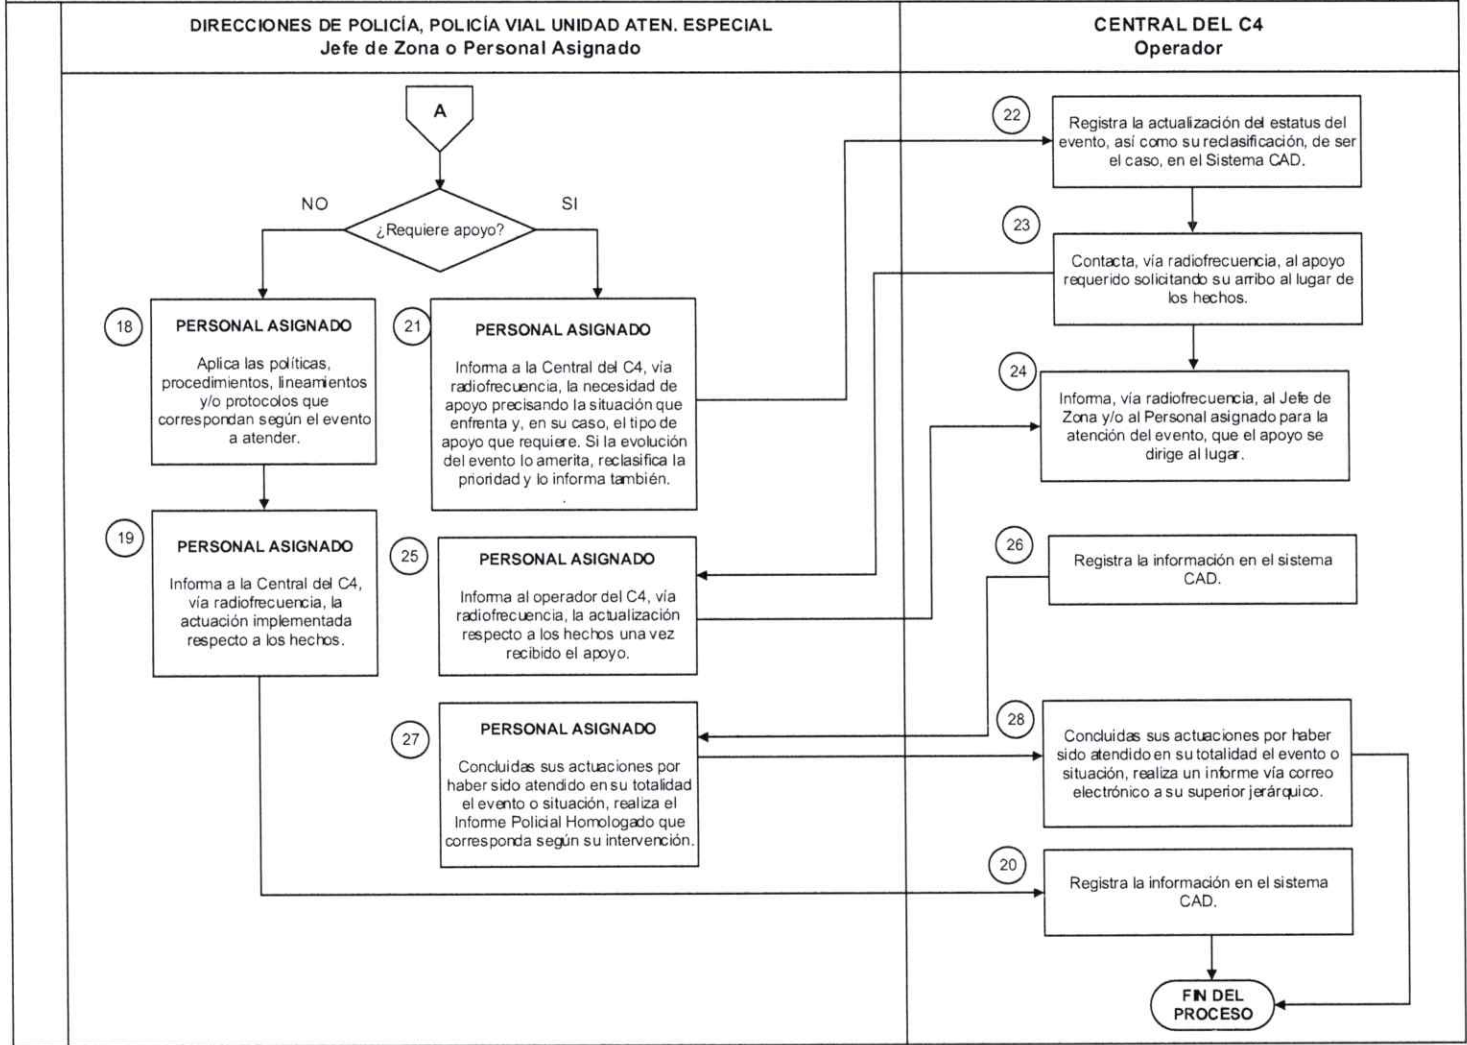 DIRECCIONES DE POLICÍA, POLICÍA VIAL UNIDAD ATEN. ESPECIAL
Jefe de Zona o Personal Asignado
CENTRAL DEL C4
Operador
A
¿Requiere apoyo?
NO
SI
18
PERSONAL ASIGNADO
Aplica las políticas,
procedimientos, lineamientos
y/o protocolos que
correspondan según el evento
a atender.
19
PERSONAL ASIGNADO
Informa a la Central del C4,
vía radiofrecuencia, la
actuación implementada
respecto a los hechos.
21
PERSONAL ASIGNADO
Informa a la Central del C4, vía
radiofrecuencia, la necesidad de
apoyo precisando la situación que
enfrenta y, en su caso, el tipo de
apoyo que requiere. Si la evolución
del evento lo amerita, reclasifica la
prioridad y lo informa también.
25
PERSONAL ASIGNADO
Informa al operador del C4, vía
radiofrecuencia, la actualización
respecto a los hechos una vez
recibido el apoyo.
27
PERSONAL ASIGNADO
Concluidas sus actuaciones por
haber sido atendido en su totalidad
el evento o situación, realiza el
Informe Policial Homologado que
corresponda según su intervención.
22
Registra la actualización del estatus del
evento, así como su reclasificación, de ser
el caso, en el Sistema CAD.
23
Contacta, vía radiofrecuencia, al apoyo
requerido solicitando su arribo al lugar de
los hechos.
24
Informa, vía radiofrecuencia, al Jefe de
Zona y/o al Personal asignado para la
atención del evento, que el apoyo se
dirige al lugar.
26
Registra la información en el sistema
CAD.
28
Concluidas sus actuaciones por haber
sido atendido en su totalidad el evento o
situación, realiza un informe vía correo
electrónico a su superior jerárquico.
20
Registra la información en el sistema
CAD.
FIN DEL
PROCESO